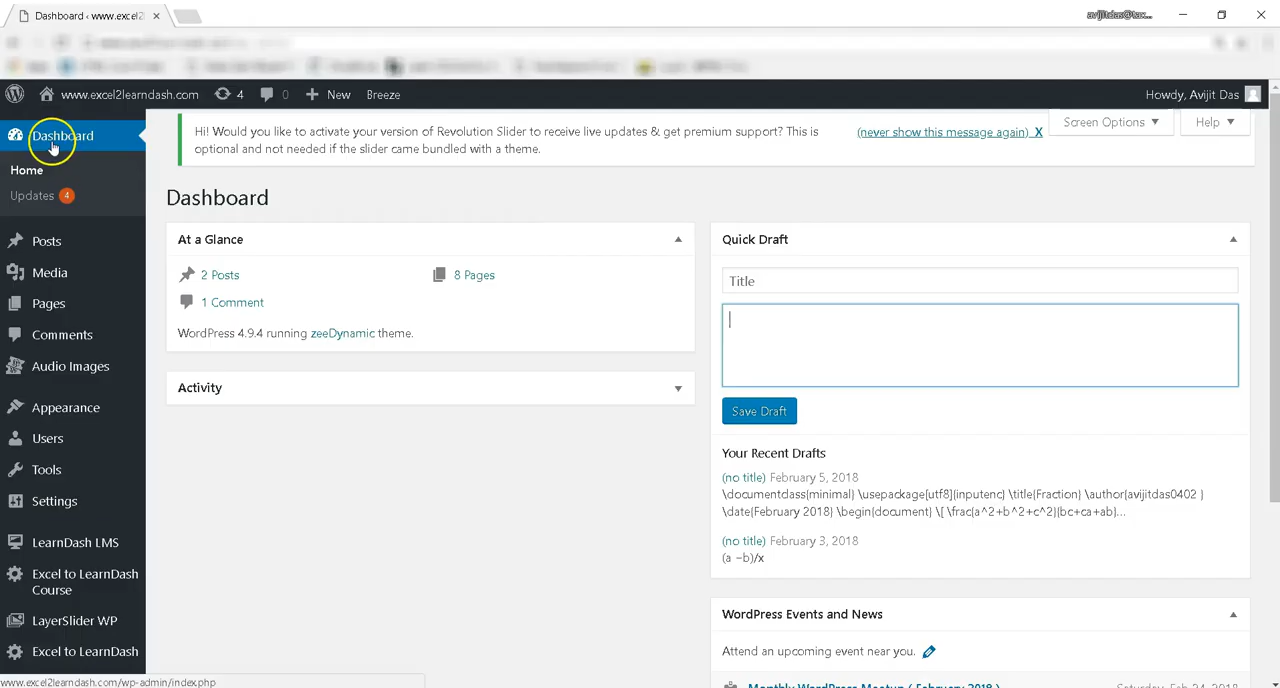 Dashboard ‹ www.excel2
avijitdas@tax...
www.excel2learndash.com 4 0 New Breeze
Howdy, Avijit Das
Dashboard
Home
Updates 4
Posts
Media
Pages
Comments
Audio Images
Appearance
Users
Tools
Settings
LearnDash LMS
Excel to LearnDash
Course
LayerSlider WP
Excel to LearnDash
Hi! Would you like to activate your version of Revolution Slider to receive live updates & get premium support? This is
optional and not needed if the slider came bundled with a theme.
(never show this message again) X
Screen Options
Help
Dashboard
At a Glance
2 Posts
8 Pages
1 Comment
WordPress 4.9.4 running zeeDynamic theme.
Activity
Quick Draft
Title
Save Draft
Your Recent Drafts
(no title) February 5, 2018
\documentclass{minimal} \usepackage[utf8]{inputenc} \title{Fraction} \author{avijitdas0402 }
\date{February 2018} \begin{document} \[ \frac{a^2+b^2+c^2}{bc+ca+ab}...
(no title) February 3, 2018
(a –b)/x
WordPress Events and News
Attend an upcoming event near you.
Monthly WordPress Meetup ( February 2018 )
Saturday, Feb 24, 2018
www.excel2learndash.com/wp-admin/index.php